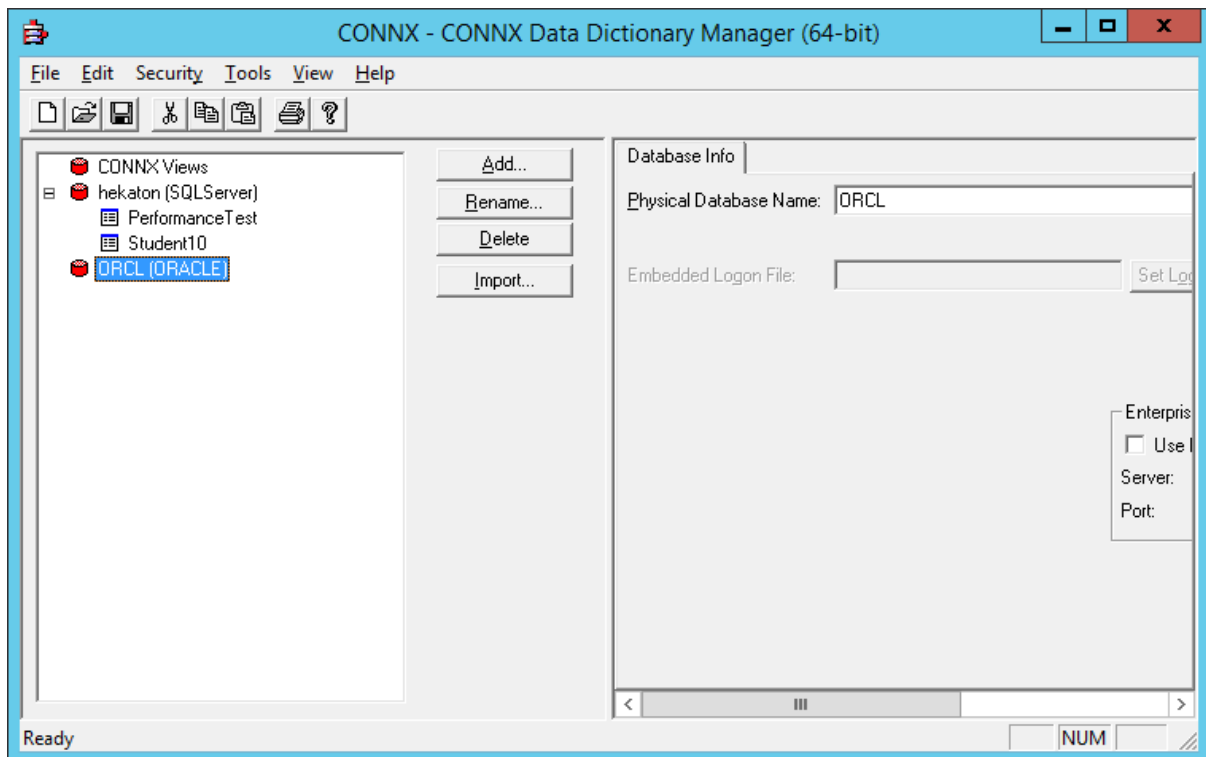 CONNX - CONNX Data Dictionary Manager (64-bit)
File Edit Security Tools View Help
CONNX Views
hekaton (SQLServer)
PerformanceTest
Student10
ORCL (ORACLE)
Add...
Rename...
Delete
Import...
Database Info
Physical Database Name: ORCL
Embedded Logon File:
Set Log
Enterpris
Use
Server:
Port:
Ready
NUM